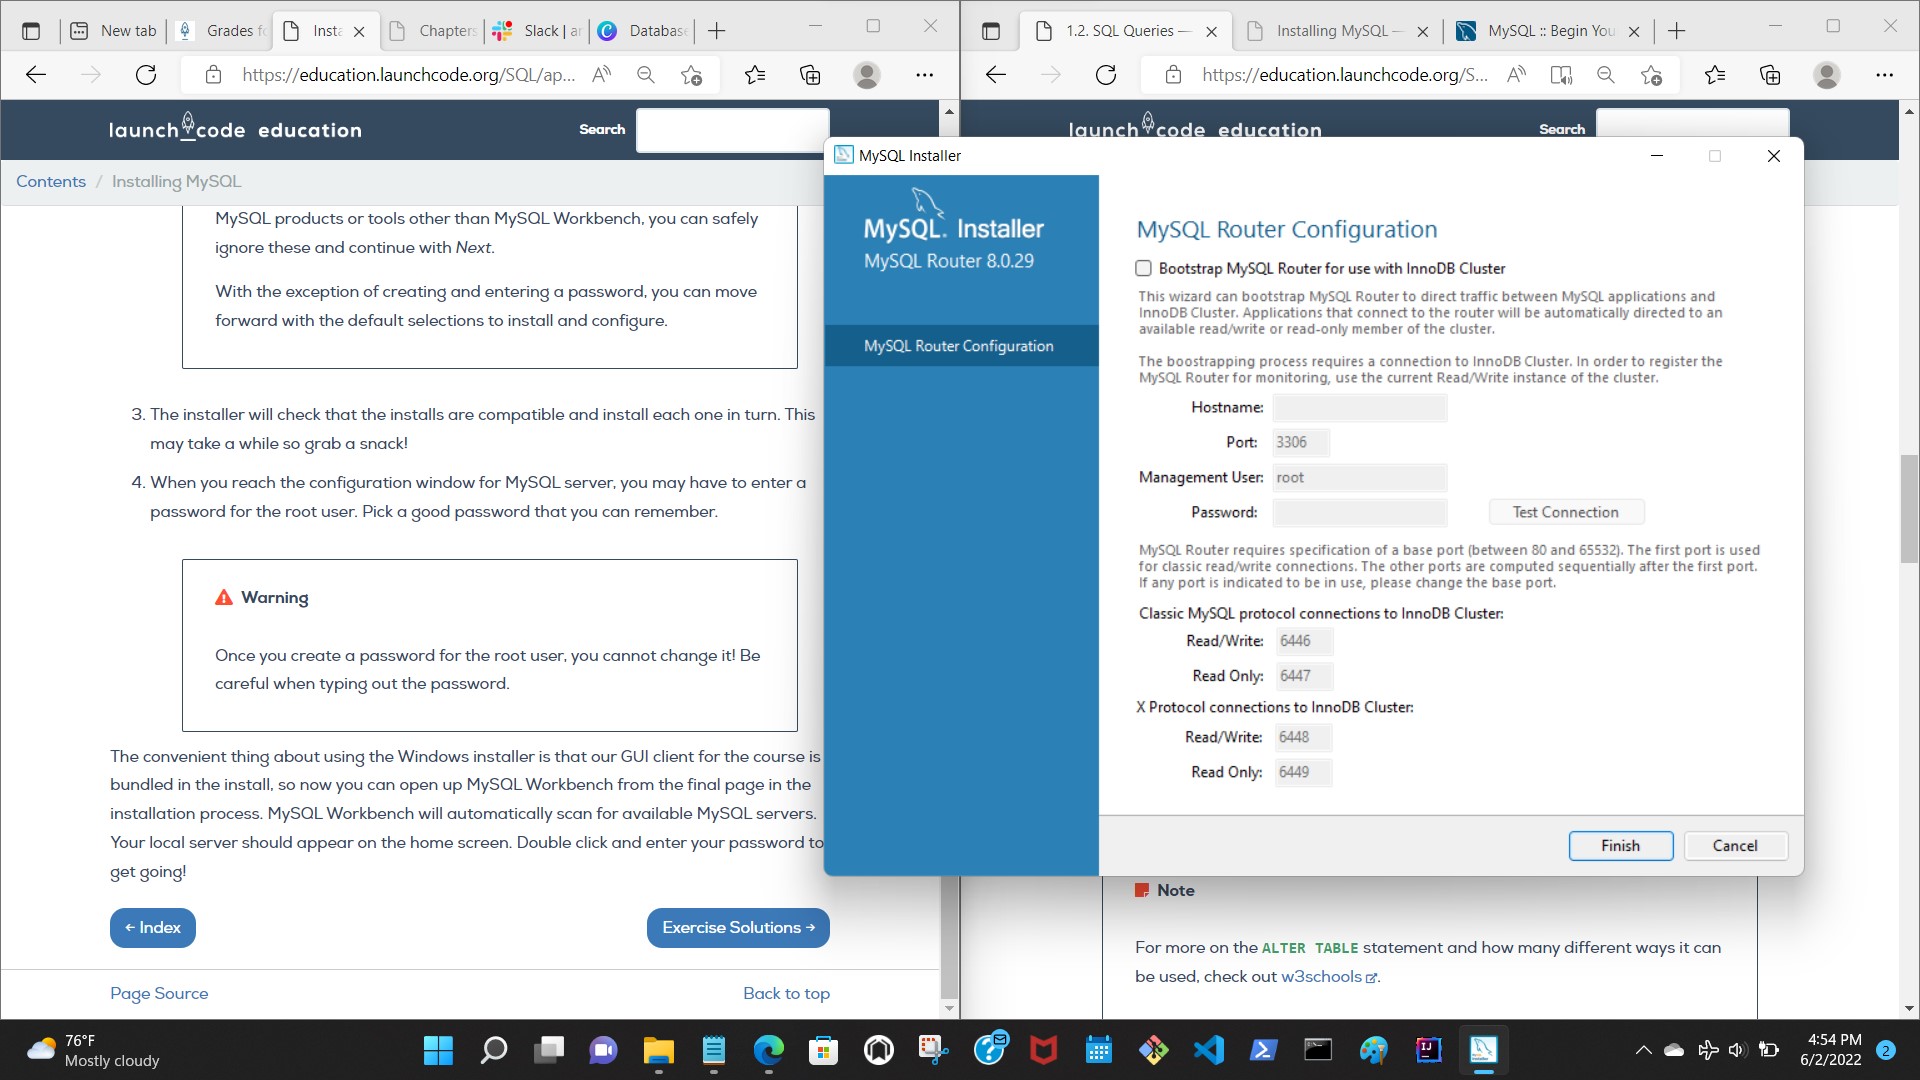 New tab
Grades fo
Insta
Chapters
Slack | ar
Database
1.2. SQL Queries —
Installing MySQL —
MySQL :: Begin You
https://education.launchcode.org/SQL/ap...
https://education.launchcode.org/S...
launch_code education
Search
launch_code education
Search
Contents / Installing MySQL
MySQL products or tools other than MySQL Workbench, you can safely
ignore these and continue with Next.
With the exception of creating and entering a password, you can move
forward with the default selections to install and configure.
3. The installer will check that the installs are compatible and install each one in turn. This
may take a while so grab a snack!
4. When you reach the configuration window for MySQL server, you may have to enter a
password for the root user. Pick a good password that you can remember.
Warning
Once you create a password for the root user, you cannot change it! Be
careful when typing out the password.
The convenient thing about using the Windows installer is that our GUI client for the course is
bundled in the install, so now you can open up MySQL Workbench from the final page in the
installation process. MySQL Workbench will automatically scan for available MySQL servers.
Your local server should appear on the home screen. Double click and enter your password to
get going!
← Index
Exercise Solutions →
Page Source
Back to top
MySQL Installer
MySQL. Installer
MySQL Router 8.0.29
MySQL Router Configuration
MySQL Router Configuration
Bootstrap MySQL Router for use with InnoDB Cluster
This wizard can bootstrap MySQL Router to direct traffic between MySQL applications and
InnoDB Cluster. Applications that connect to the router will be automatically directed to an
available read/write or read-only member of the cluster.
The boostrapping process requires a connection to InnoDB Cluster. In order to register the
MySQL Router for monitoring, use the current Read/Write instance of the cluster.
Hostname:
Port: 3306
Management User: root
Password:
Test Connection
MySQL Router requires specification of a base port (between 80 and 65532). The first port is used
for classic read/write connections. The other ports are computed sequentially after the first port.
If any port is indicated to be in use, please change the base port.
Classic MySQL protocol connections to InnoDB Cluster:
Read/Write: 6446
Read Only: 6447
X Protocol connections to InnoDB Cluster:
Read/Write: 6448
Read Only: 6449
Finish
Cancel
Note
For more on the ALTER TABLE statement and how many different ways it can
be used, check out w3schools.
76°F
Mostly cloudy
4:54 PM
6/2/2022
2